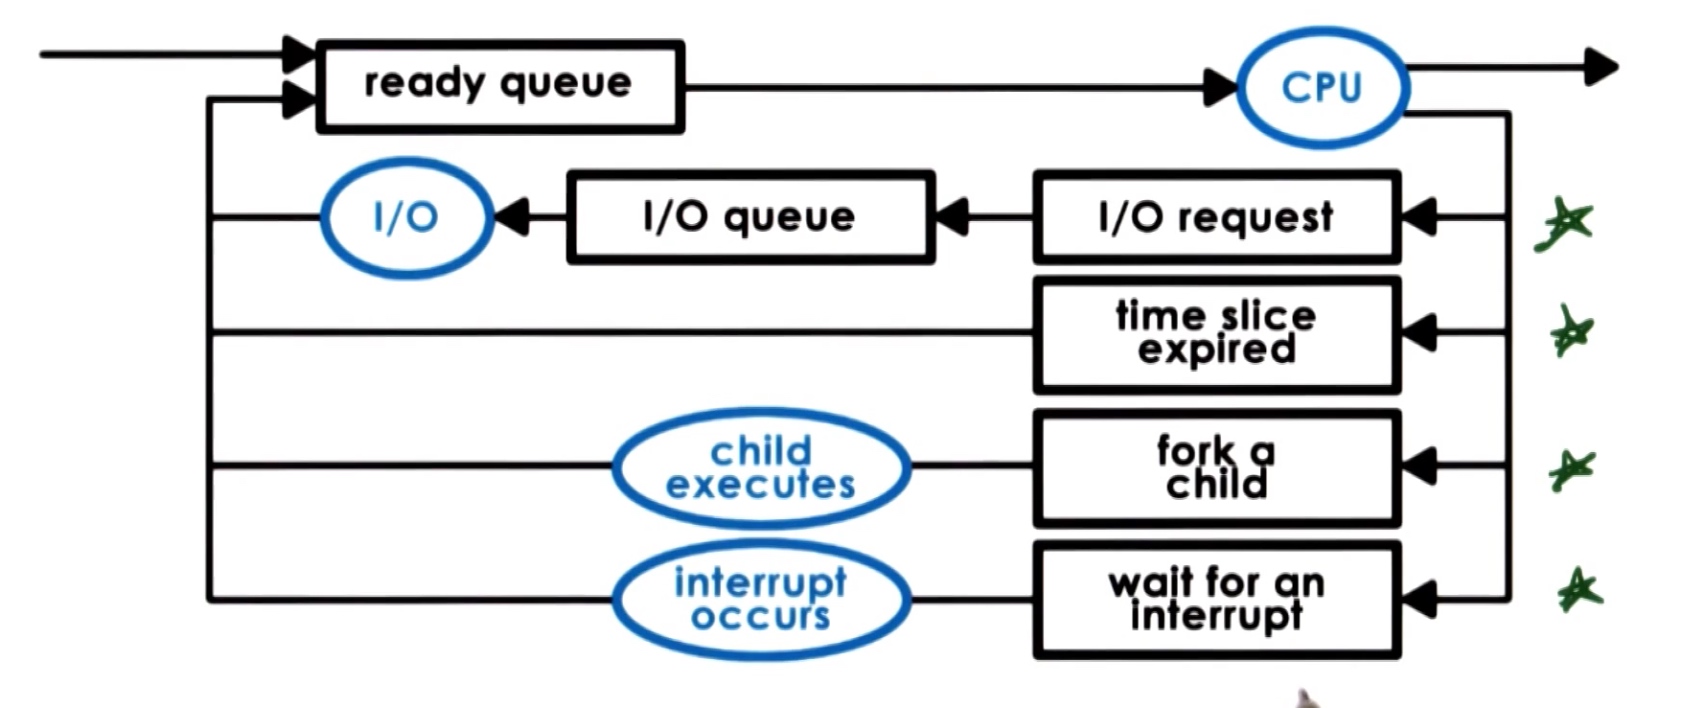 ready queue
CPU
I/O
I/O queue
I/O request
time slice
expired
child
executes
fork a
child
interrupt
occurs
wait for an
interrupt